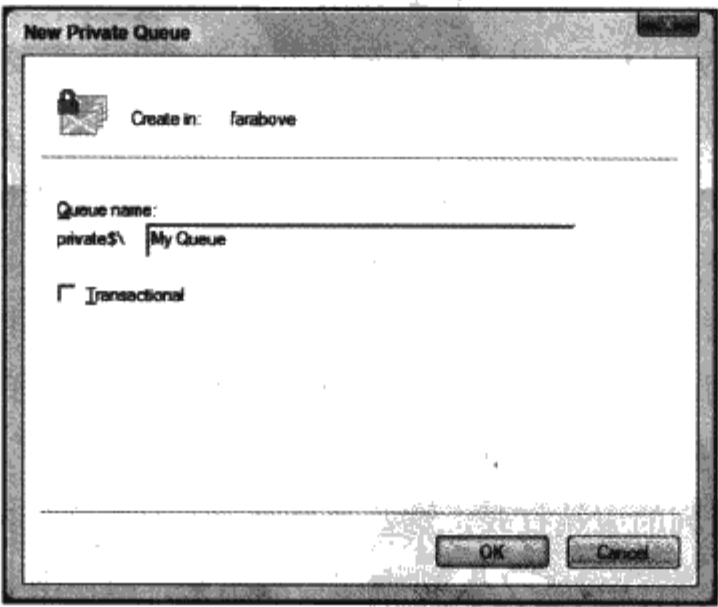 New Private Queue
Create in: farabove
Queue name:
private$\ My Queue
Transactional
OK Cancel